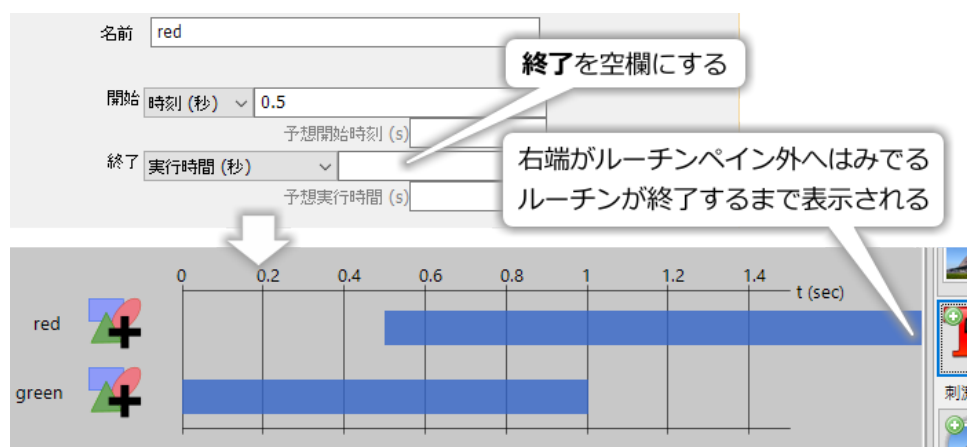 名前 red
終了を空欄にする
開始 時刻 (秒) 0.5
予想開始時刻 (s)
終了 実行時間 (秒)
予想実行時間 (s)
右端がルーチンペイン外へはみでる
ルーチンが終了するまで表示される
0 0.2 0.4 0.6 0.8 1 1.2 1.4
t (sec)
red
green